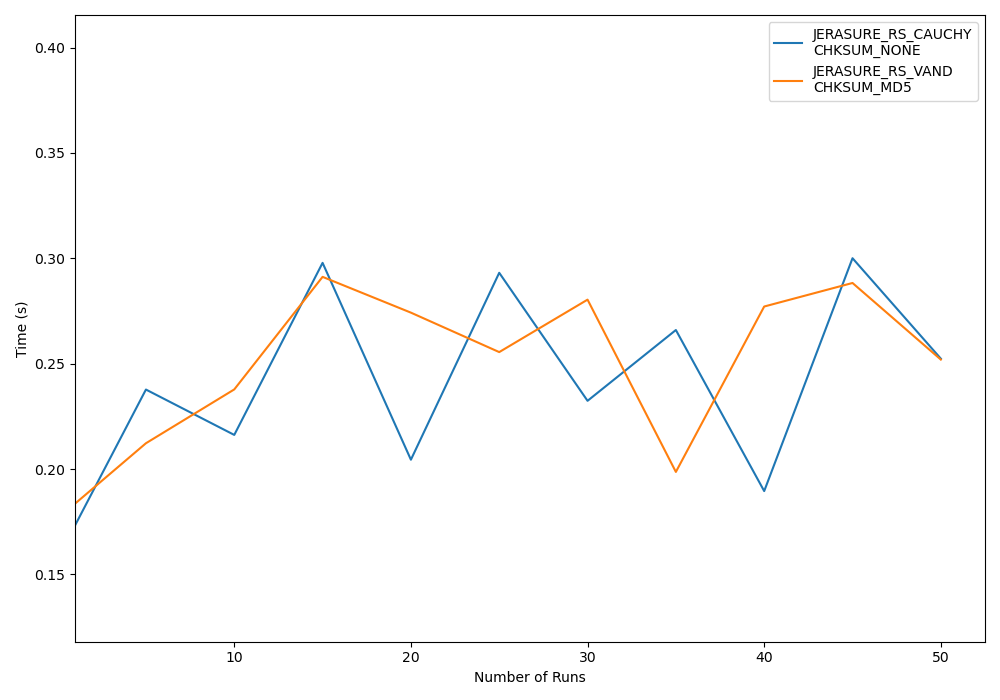 JERASURE_RS_CAUCHY
CHKSUM_NONE
JERASURE_RS_VAND
CHKSUM_MD5
0.40
0.35
0.30
0.25
0.20
0.15
Time (s)
10 20 30 40 50
Number of Runs